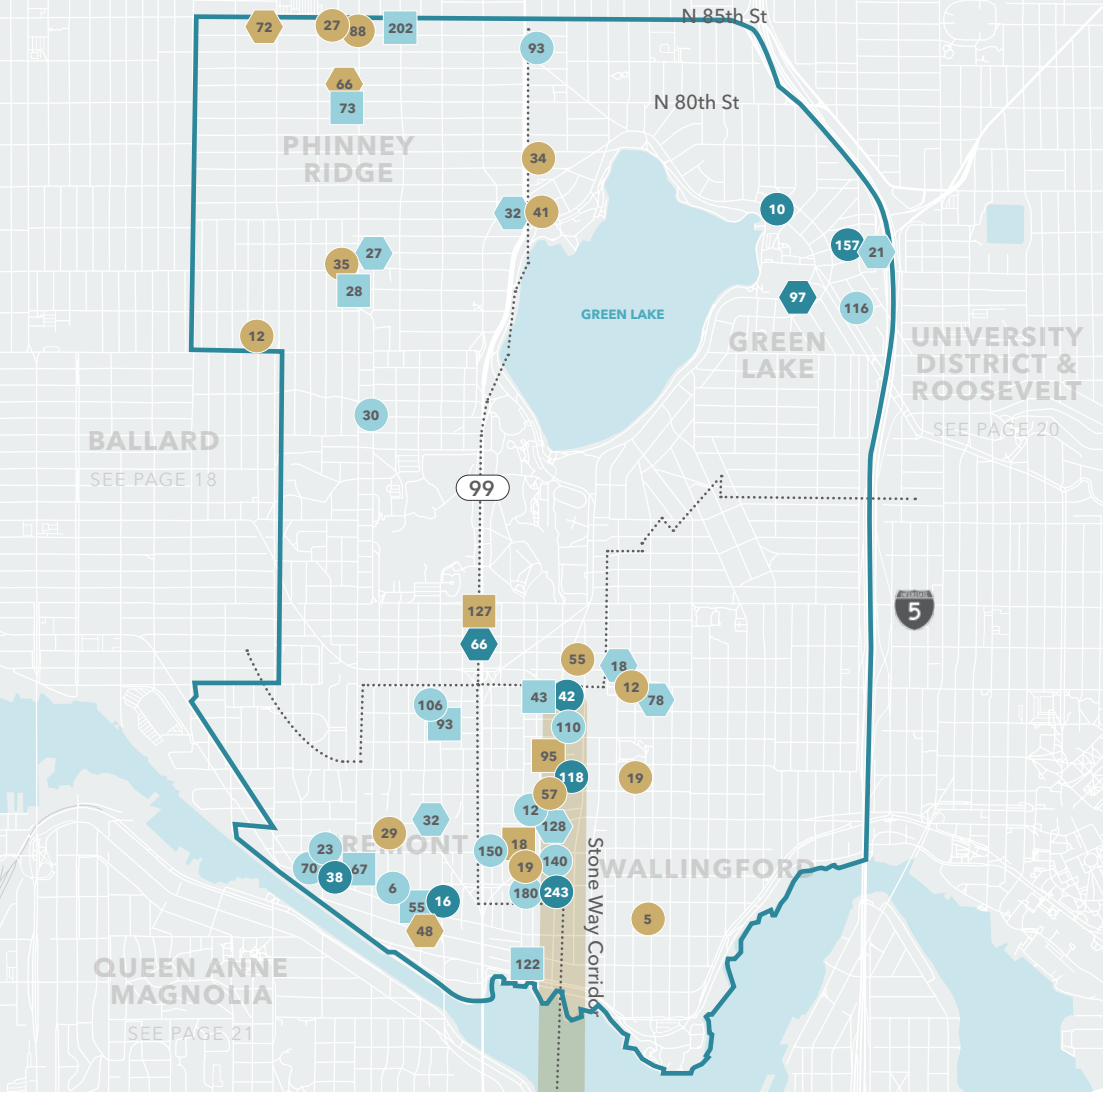 N 85th St
72
27
88
202
93
66
73
N 80th St
PHINNEY
RIDGE
34
32
41
10
157
21
27
35
28
97
116
GREEN LAKE
12
GREEN
LAKE
UNIVERSITY
DISTRICT &
ROOSEVELT
SEE PAGE 20
30
BALLARD
SEE PAGE 18
99
INTERSTATE
5
127
66
55
18
12
78
43
42
106
93
110
95
118
19
57
12
128
32
29
REMONT
18
150
140
19
23
70
67
38
6
180
243
55
16
48
WALLINGFORD
Stone Way Corridor
5
122
QUEEN ANNE
MAGNOLIA
SEE PAGE 21